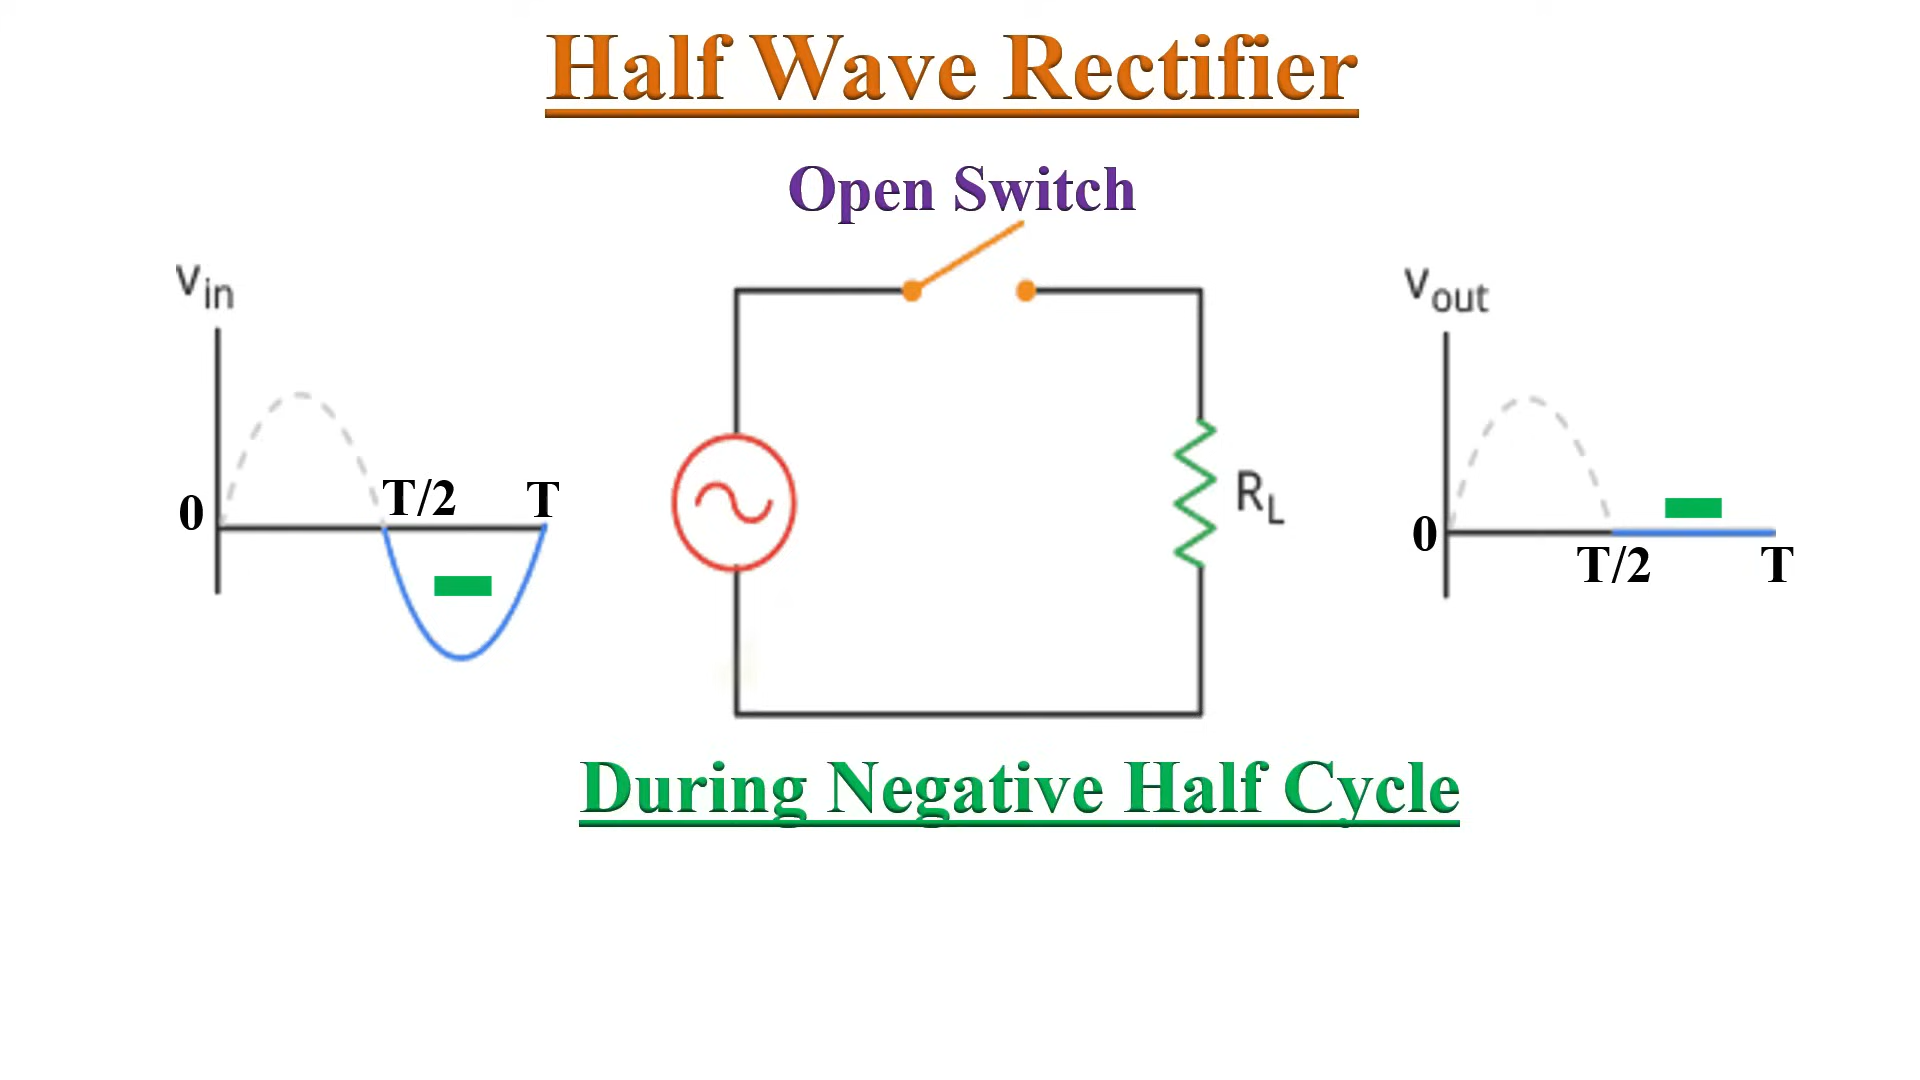 Half Wave Rectifier
Open Switch
Vin
0
T/2
T
RL
Vout
0
T/2
T
During Negative Half Cycle